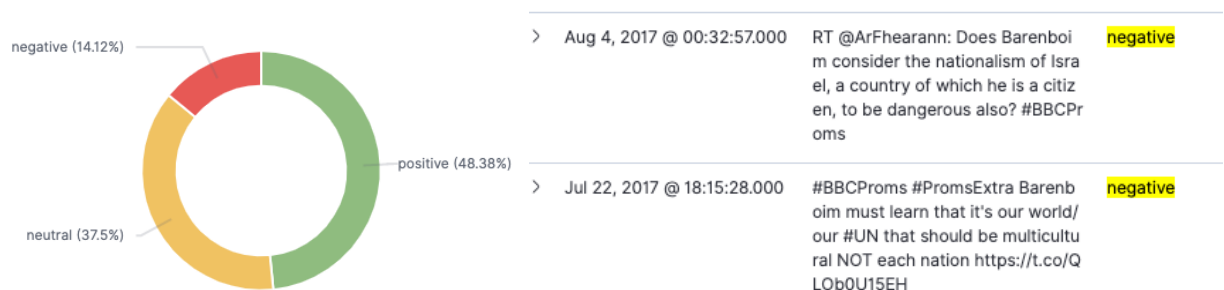 negative (14.12%)
positive (48.38%)
neutral (37.5%)
Aug 4, 2017 @ 00:32:57.000
RT @ArFhearann: Does Barenboi
m consider the nationalism of Isra
el, a country of which he is a citiz
en, to be dangerous also? #BBCPr
oms
negative
Jul 22, 2017 @ 18:15:28.000
#BBCProms #PromsExtra Barenb
oim must learn that it's our world/
our #UN that should be multicultu
ral NOT each nation https://t.co/Q
LOb0U15EH
negative